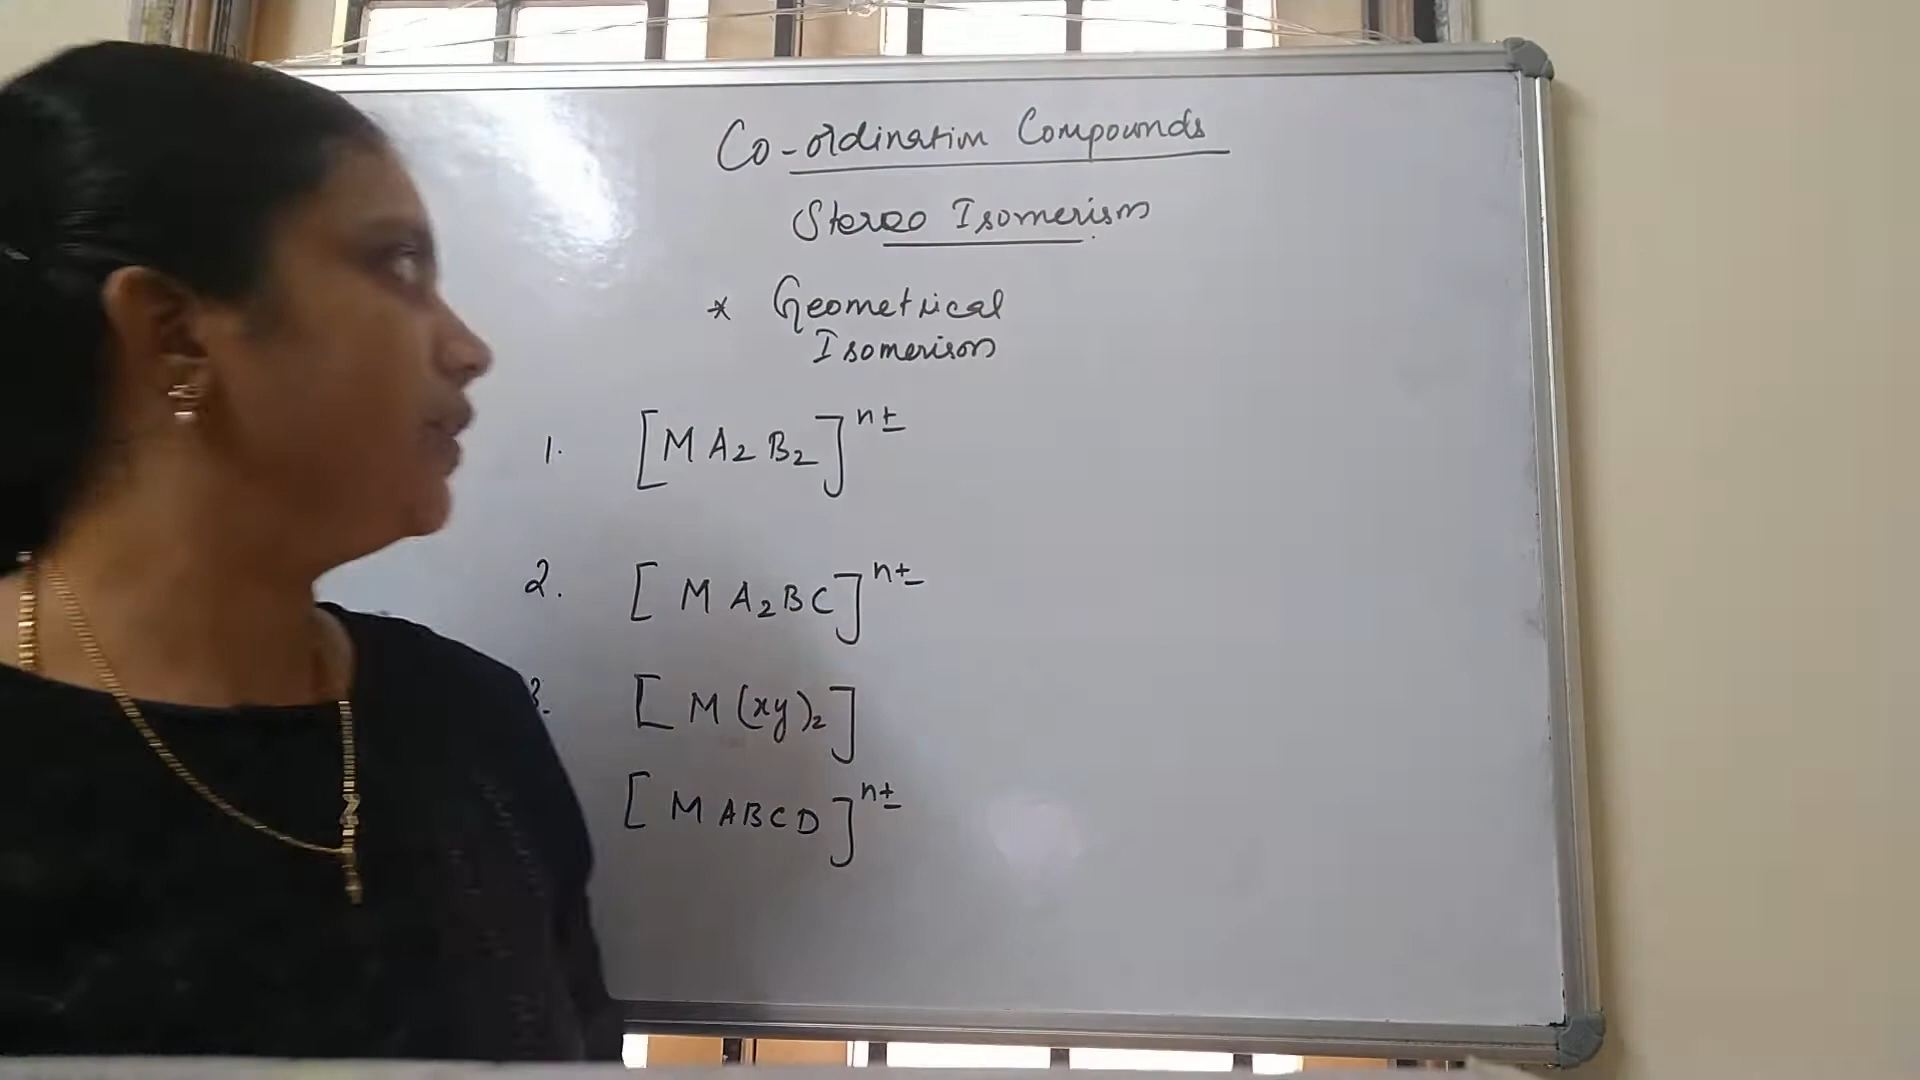 Co-ordination Compounds
Stereo Isomerism
* Geometrical
Isomerism
1. [MA₂B₂]ⁿ±
2. [MA₂BC]ⁿ±
3. [M(xy)₂]
[MABCD]ⁿ±